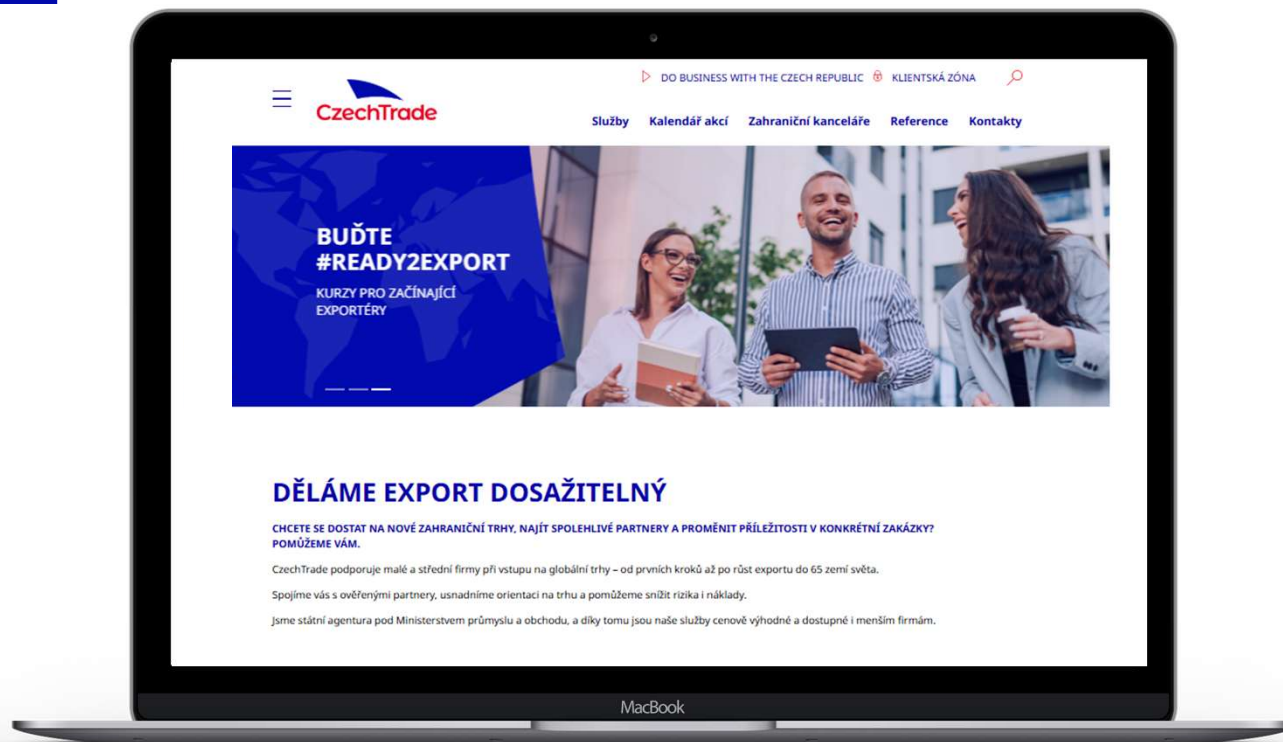 DO BUSINESS WITH THE CZECH REPUBLIC KLIENTSKÁ ZÓNA
CzechTrade
Služby Kalendář akcí Zahraniční kanceláře Reference Kontakty
BUĎTE
#READY2EXPORT
KURZY PRO ZAČÍNAJÍCÍ
EXPORTÉRY
DĚLÁME EXPORT DOSAŽITELNÝ
CHCETE SE DOSTAT NA NOVÉ ZAHRANIČNÍ TRHY, NAJÍT SPOLEHLIVÉ PARTNERY A PROMĚNIT PŘÍLEŽITOSTI V KONKRÉTNÍ ZAKÁZKY?
POMŮŽEME VÁM.
CzechTrade podporuje malé a střední firmy při vstupu na globální trhy – od prvních kroků až po růst exportu do 65 zemí světa.
Spojíme vás s ověřenými partnery, usnadníme orientaci na trhu a pomůžeme snížit rizika i náklady.
Jsme státní agentura pod Ministerstvem průmyslu a obchodu, a díky tomu jsou naše služby cenově výhodné a dostupné i menším firmám.
MacBook